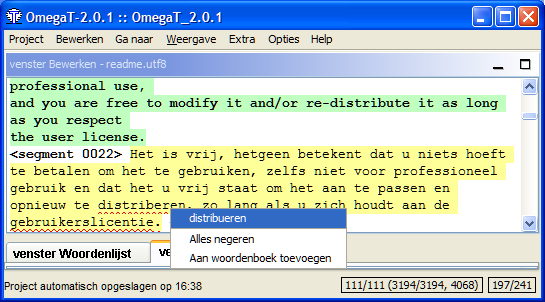 OmegaT-2.0.1 :: OmegaT_2.0.1
Project Bewerken Ga naar Weergave Extra Opties Help
venster Bewerken - readme.utf8
professional use,
and you are free to modify it and/or re-distribute it as long
as you respect
the user license.
<segment 0022> Het is vrij, hetgeen betekent dat u niets hoeft
te betalen om het te gebruiken, zelfs niet voor professioneel
gebruik en dat het u vrij staat om het aan te passen en
opnieuw te distriberen, zo lang als u zich houdt aan de
gebruikerslicentie.
distribueren
Alles negeren
Aan woordenboek toevoegen
venster Woordenlijst
Project automatisch opgeslagen op 16:38
111/111 (3194/3194, 4068) 197/241